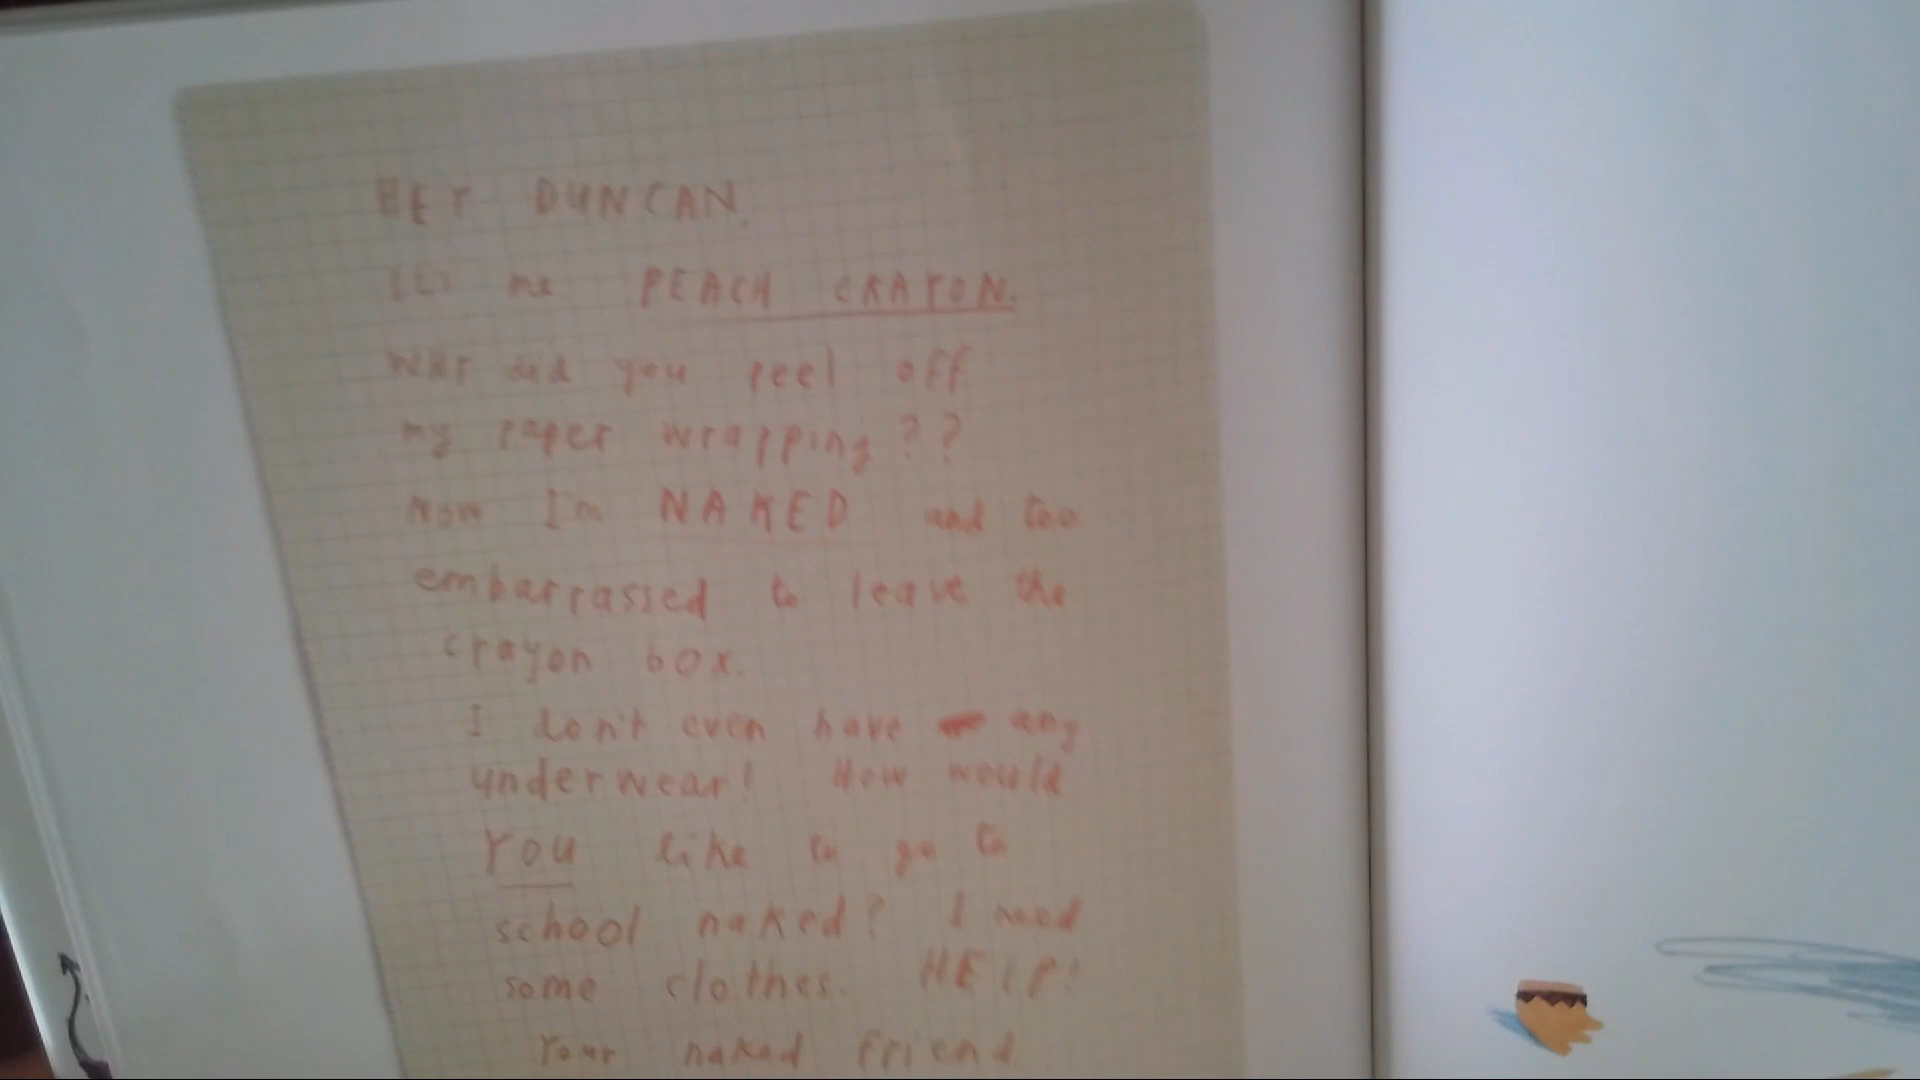 HEY DUNCAN.
it's me PEACH CRAYON.
WHY did you peel off
my paper wrapping??
Now I'm NAKED and too
embarrassed to leave the
crayon box.
I don't even have any
underwear! How would
YOU like to go to
school naked? I need
some clothes. HELP!
Your naked friend